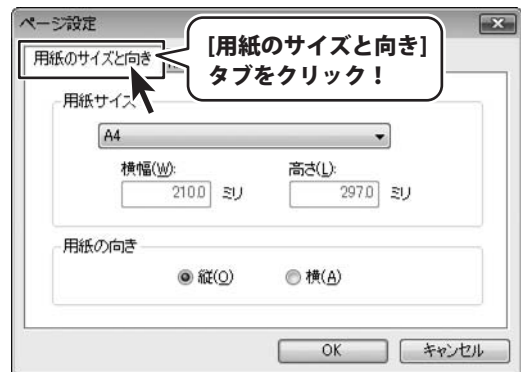 ページ設定
用紙のサイズと向き
[用紙のサイズと向き]
タブをクリック！
用紙サイズ
A4
横幅(W):
高さ(L):
210.0 ミリ
297.0 ミリ
用紙の向き
縦(O)
横(A)
OK
キャンセル